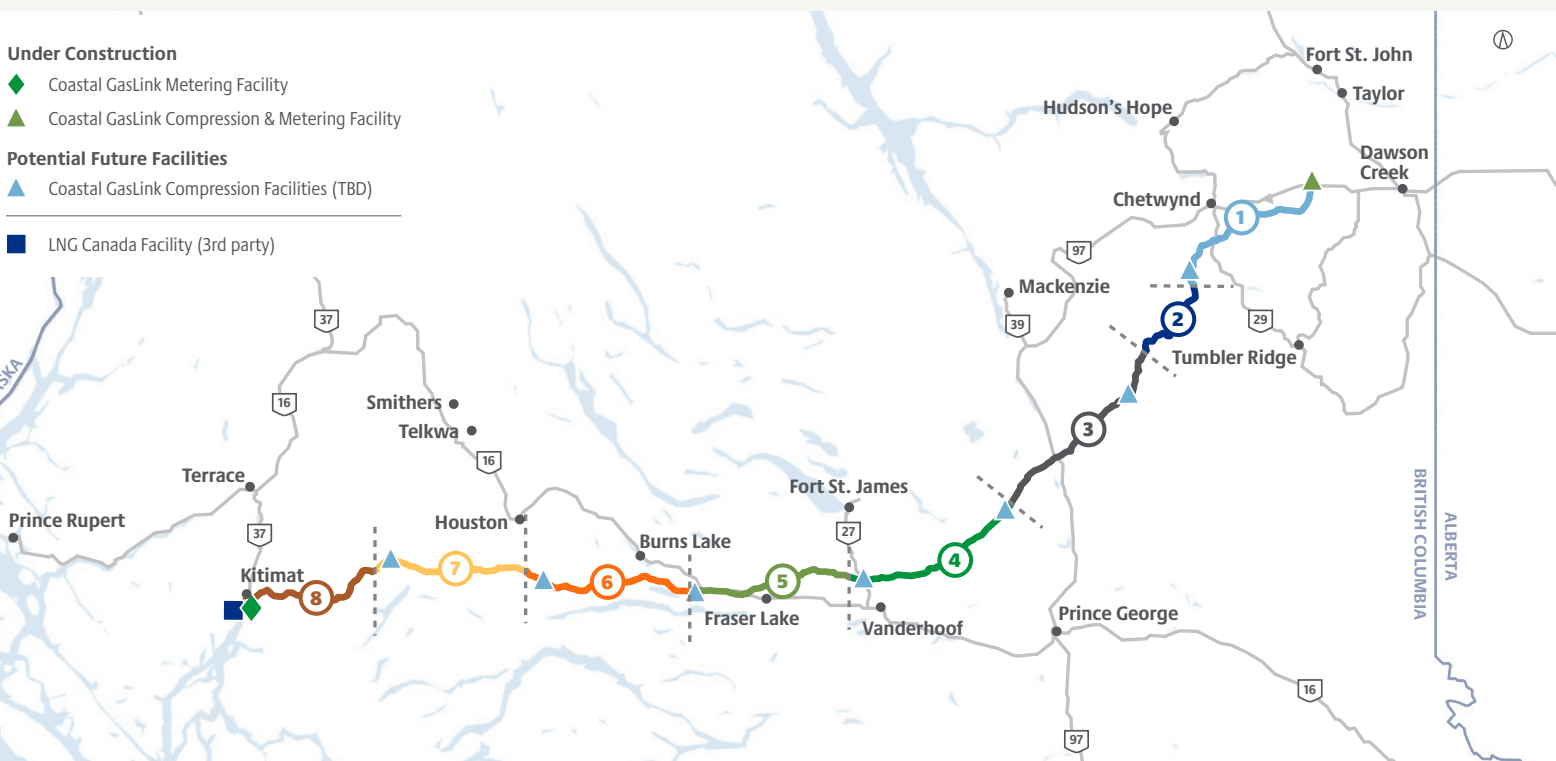 Under Construction
Coastal GasLink Metering Facility
Coastal GasLink Compression & Metering Facility
Potential Future Facilities
Coastal GasLink Compression Facilities (TBD)
LNG Canada Facility (3rd party)
Fort St. John
Taylor
Hudson's Hope
Dawson
Creek
Chetwynd
1
97
Mackenzie
39
2
29
Tumbler Ridge
37
SKA
16
Smithers
Telkwa
16
3
Terrace
Fort St. James
Prince Rupert
37
Houston
27
BRITISH COLUMBIA
ALBERTA
Burns Lake
4
Kitimat
8
7
6
5
Fraser Lake
Vanderhoof
Prince George
16
97